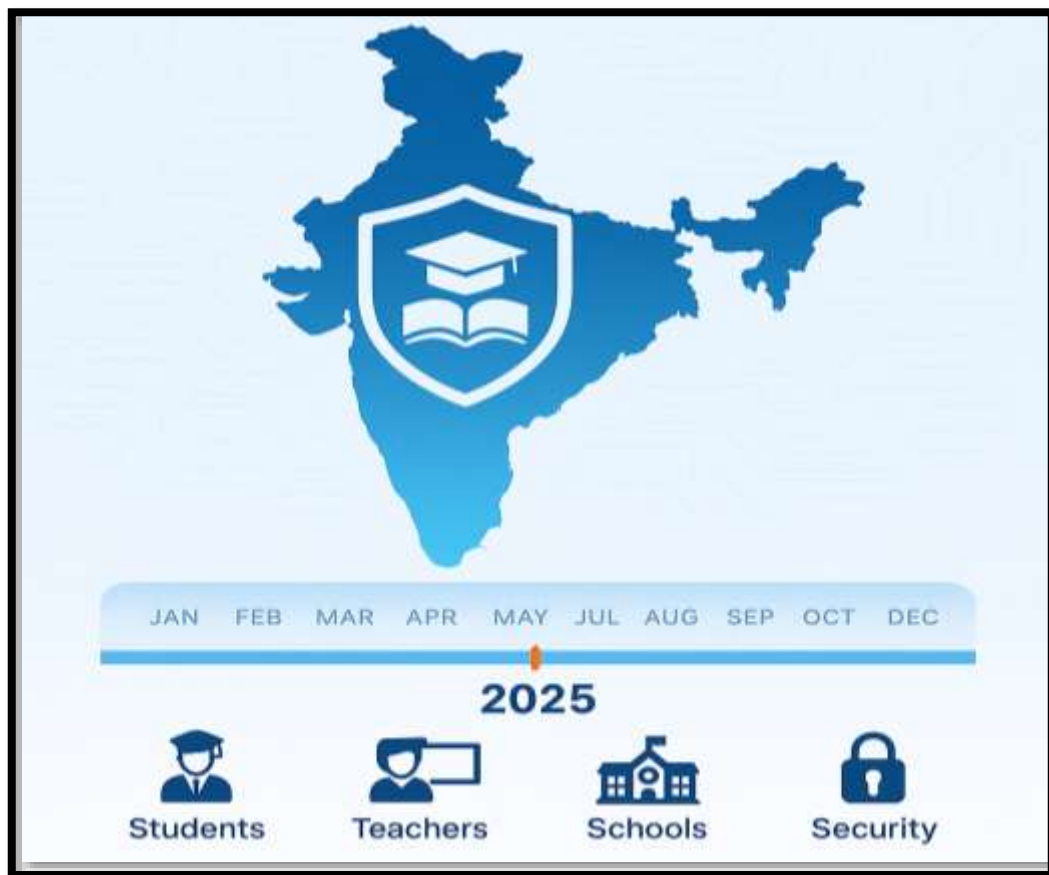 JAN FEB MAR APR MAY JUL AUG SEP OCT DEC
2025
Students Teachers Schools Security